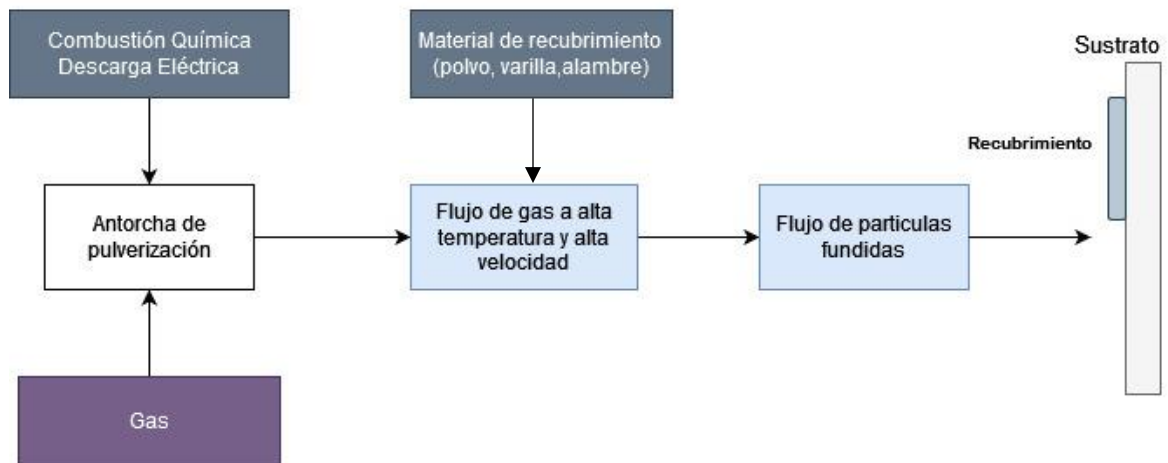 Combustión Química
Descarga Eléctrica
Material de recubrimiento
(polvo, varilla,alambre)
Sustrato
Recubrimiento
Antorcha de
pulverización
Flujo de gas a alta
temperatura y alta
velocidad
Flujo de particulas
fundidas
Gas